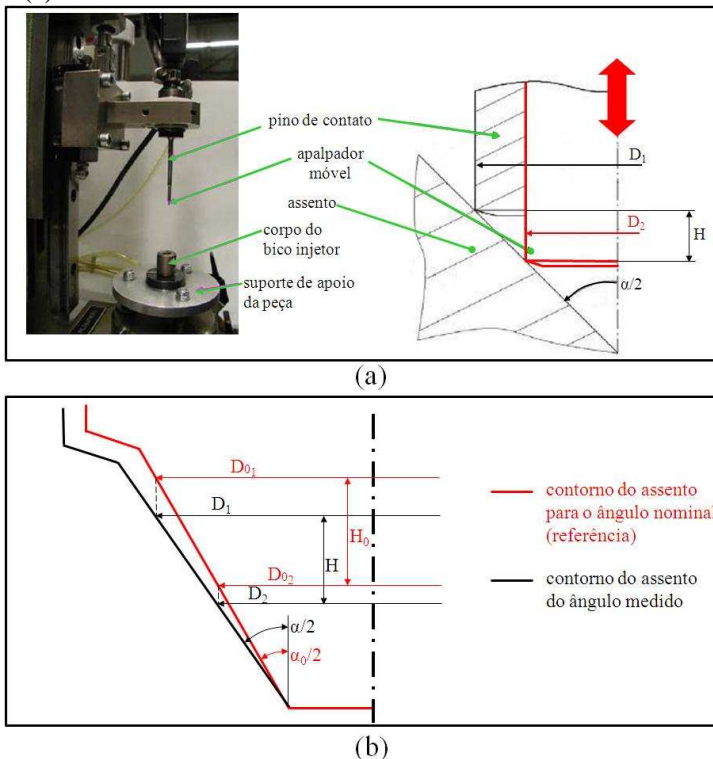 pino de contato
apalpador
móvel
assento
corpo do
bico injetor
suporte de apoio
da peça
D1
D2
H
α/2
(a)
D01
D1
H0
H
D02
D2
α/2
α0/2
contorno do assento
para o ângulo nominal
(referência)
contorno do assento
do ângulo medido
(b)